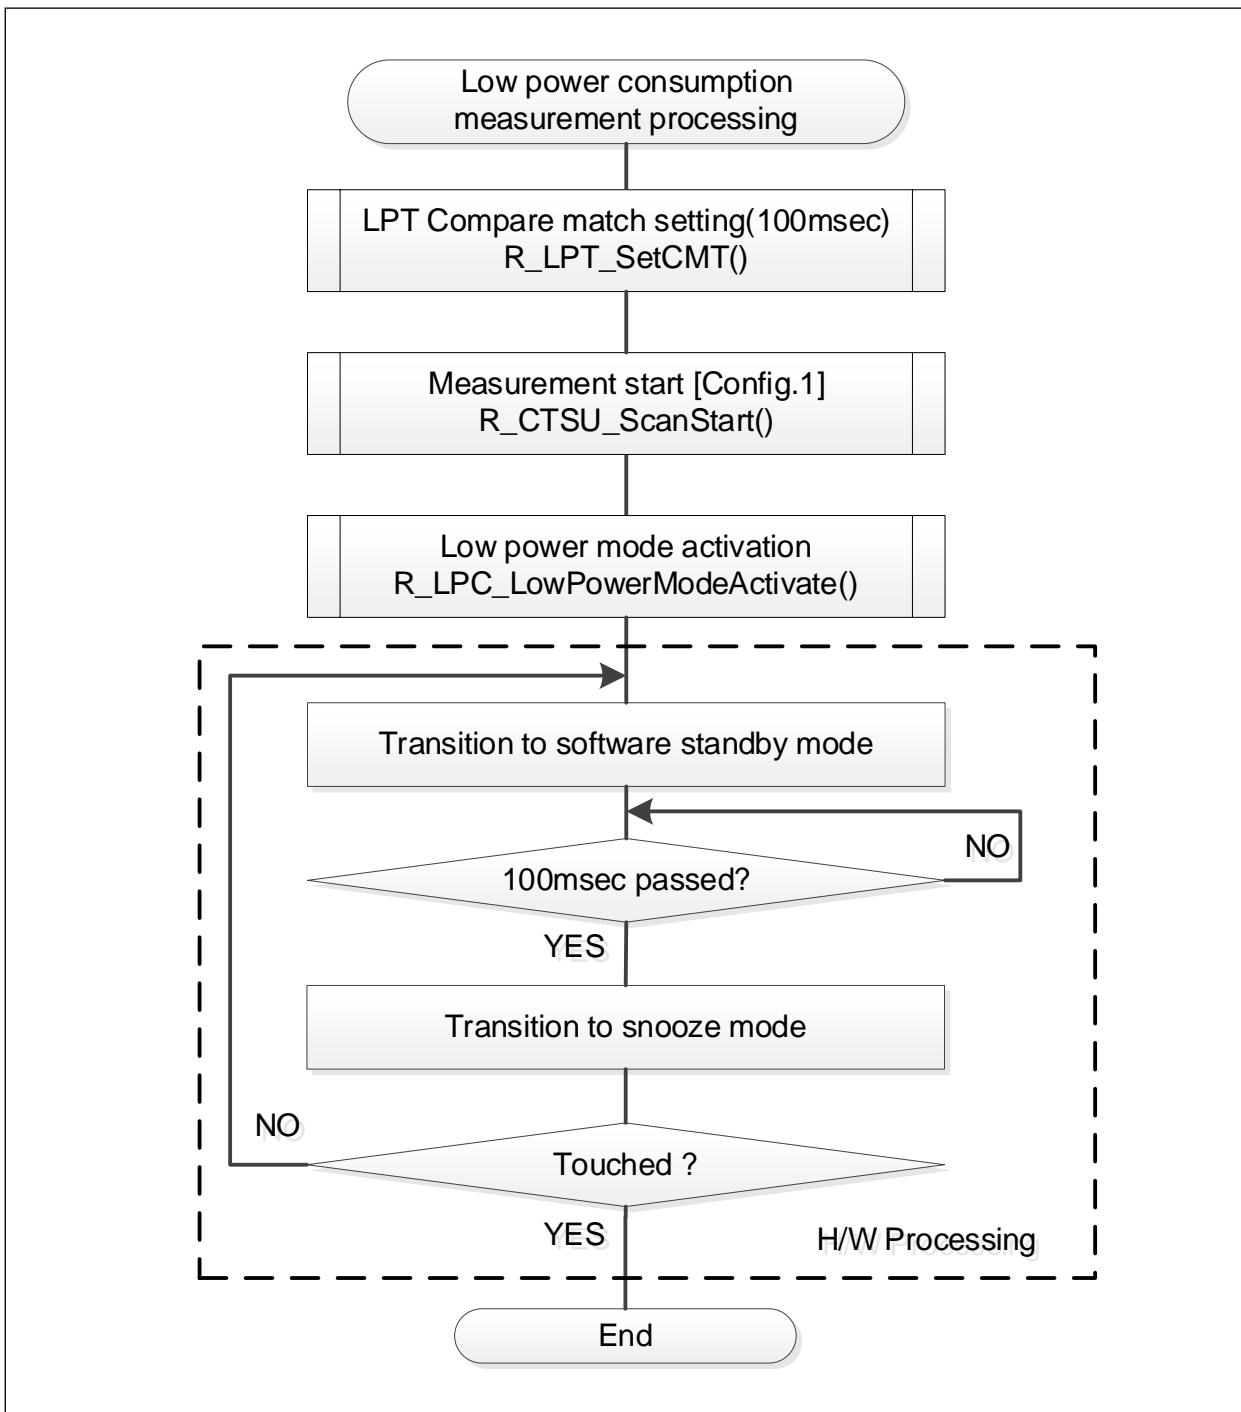 Low power consumption
measurement processing
LPT Compare match setting(100msec)
R_LPT_SetCMT()
Measurement start [Config.1]
R_CTSU_ScanStart()
Low power mode activation
R_LPC_LowPowerModeActivate()
Transition to software standby mode
NO
100msec passed?
YES
Transition to snooze mode
NO
Touched ?
YES
H/W Processing
End